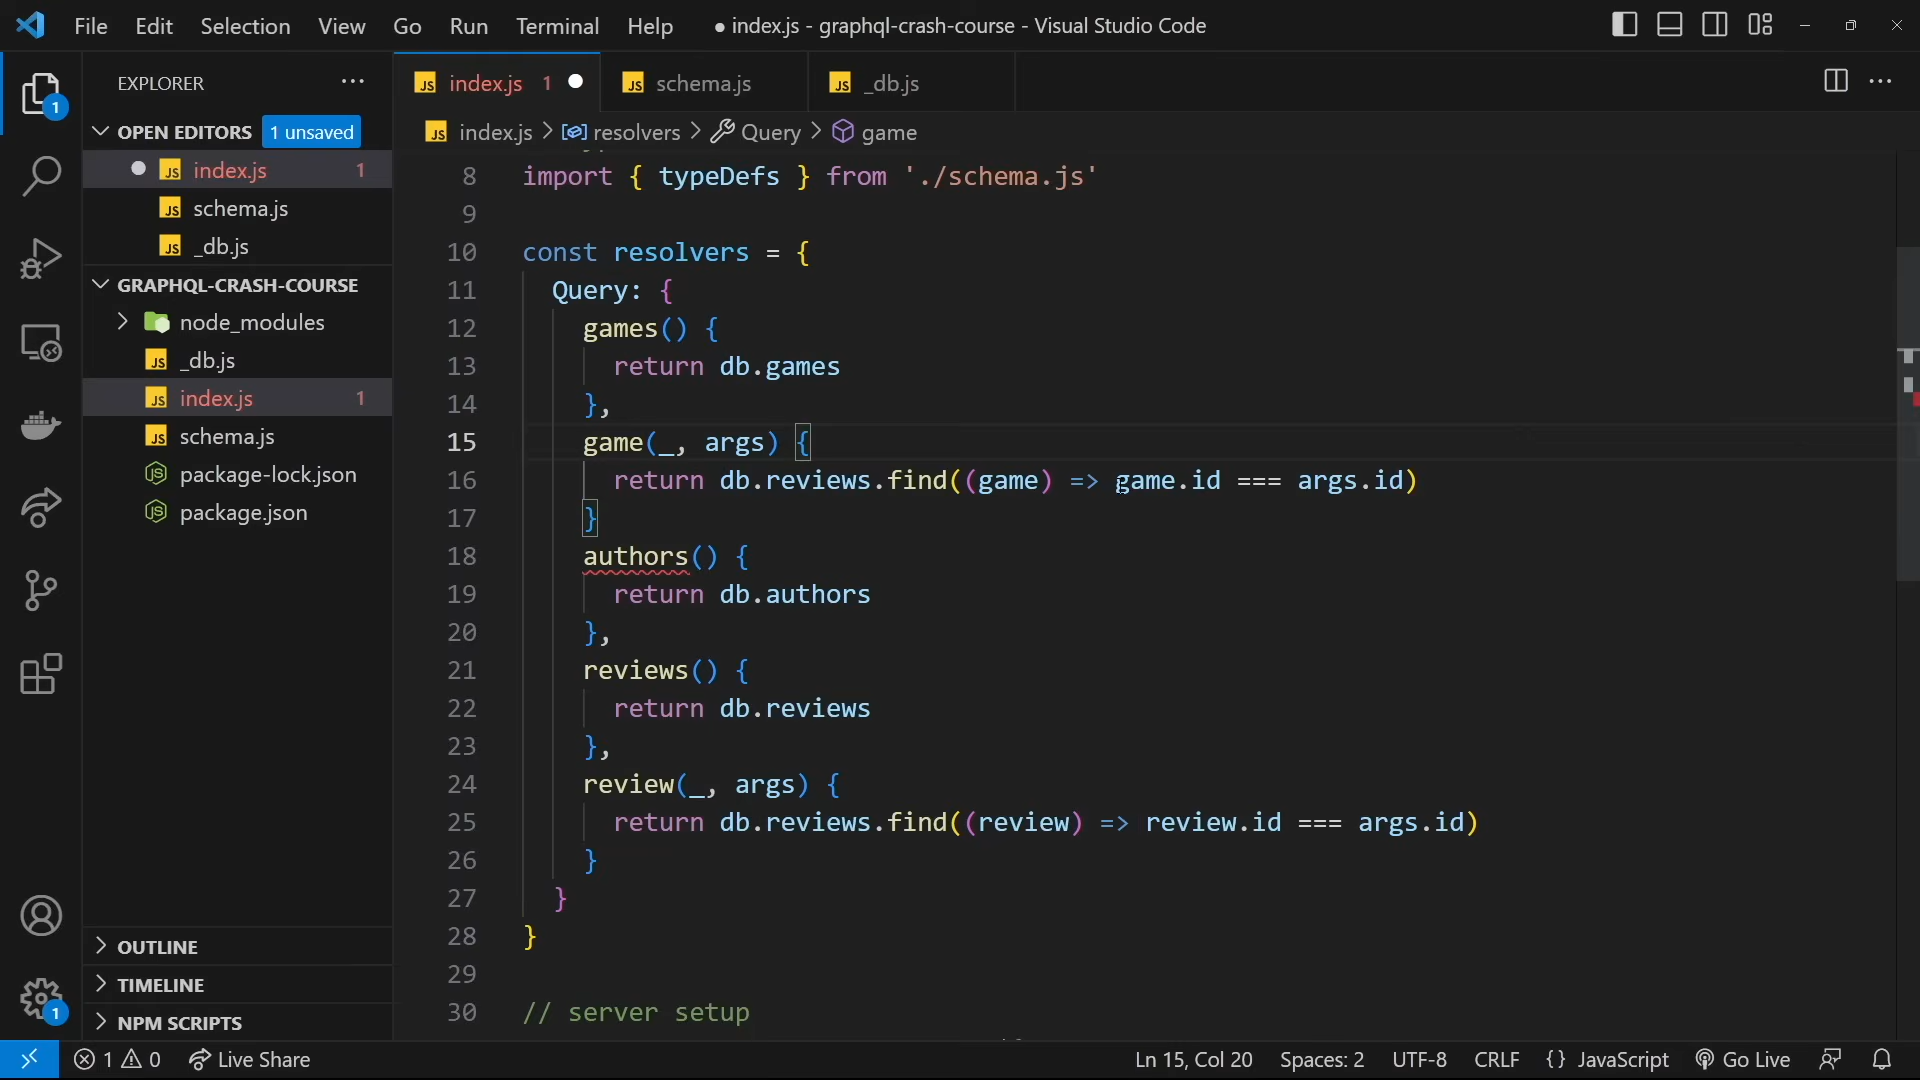 File Edit Selection View Go Run Terminal Help ● index.js - graphql-crash-course - Visual Studio Code
EXPLORER ···
index.js 1 schema.js _db.js
OPEN EDITORS 1 unsaved
index.js 1
schema.js
_db.js
GRAPHQL-CRASH-COURSE
node_modules
_db.js
index.js 1
schema.js
package-lock.json
package.json
OUTLINE
TIMELINE
NPM SCRIPTS
1
1
index.js > resolvers > Query > game
8 import { typeDefs } from './schema.js'
9
10 const resolvers = {
11 Query: {
12 games() {
13 return db.games
14 },
15 game(_, args) {
16 return db.reviews.find((game) => game.id === args.id)
17 }
18 authors() {
19 return db.authors
20 },
21 reviews() {
22 return db.reviews
23 },
24 review(_, args) {
25 return db.reviews.find((review) => review.id === args.id)
26 }
27 }
28 }
29
30 // server setup
1 0 Live Share Ln 15, Col 20 Spaces: 2 UTF-8 CRLF {} JavaScript Go Live